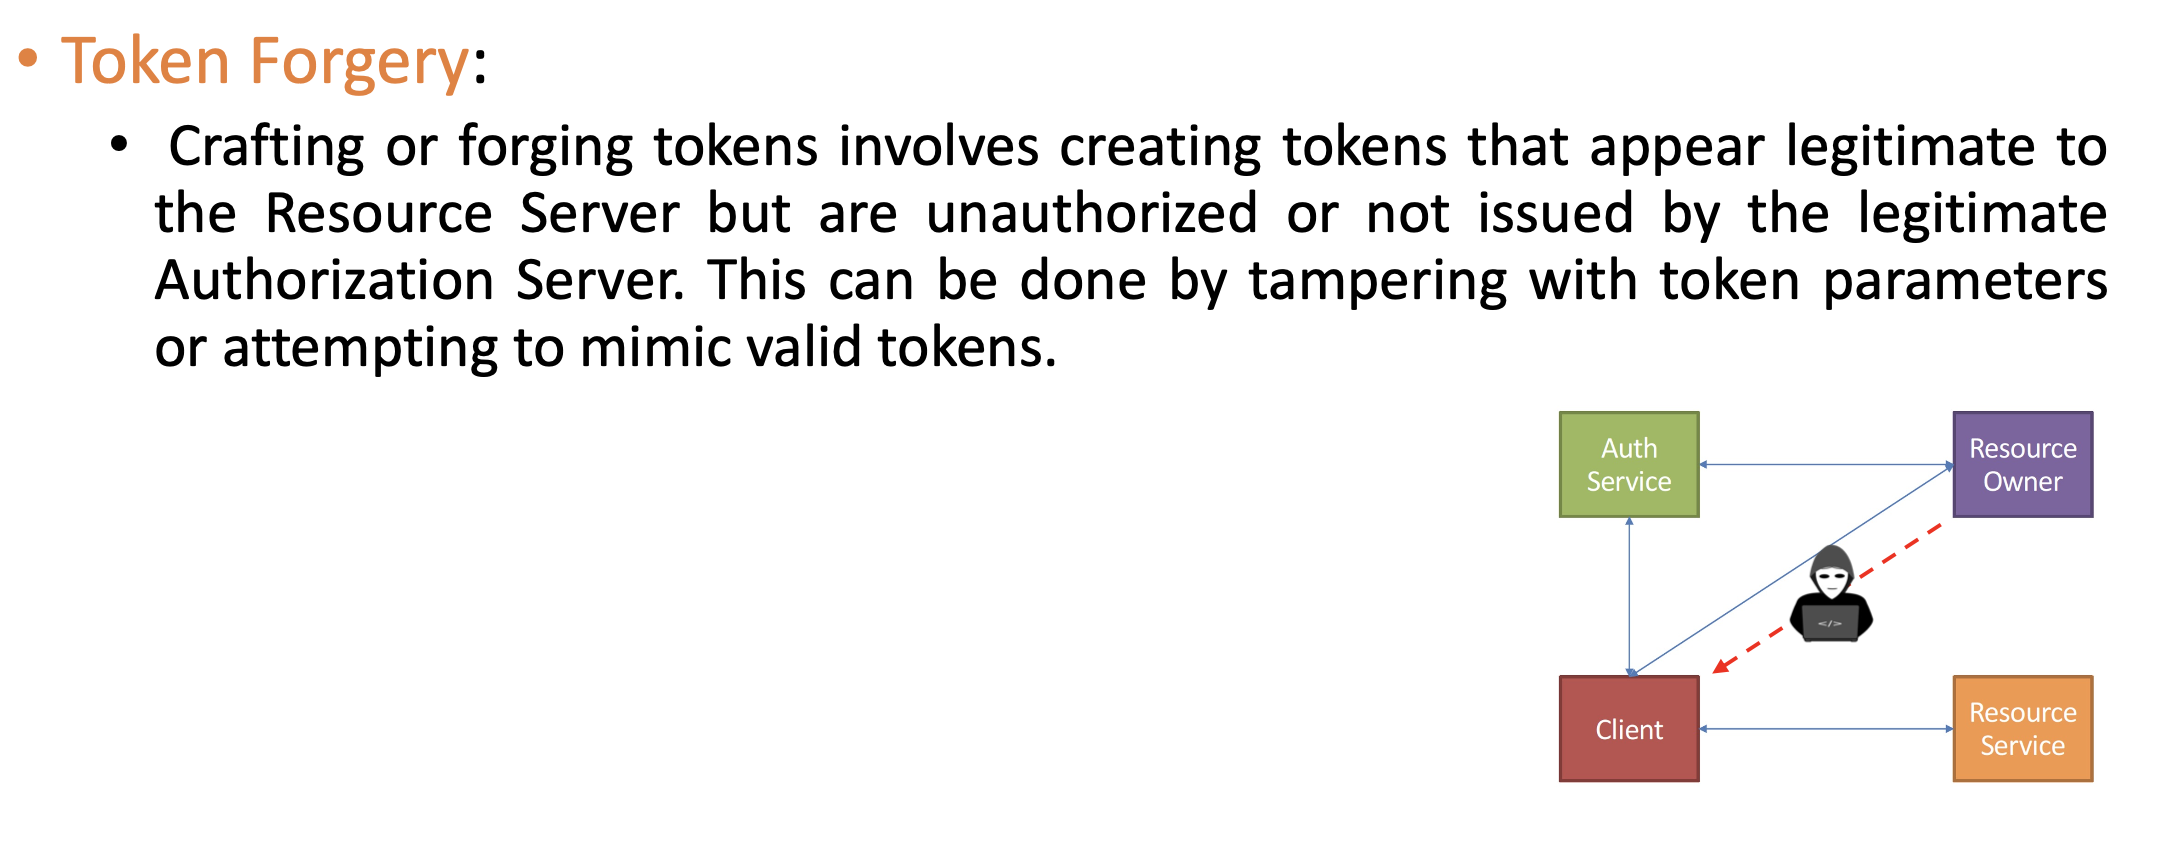 • Token Forgery:
• Crafting or forging tokens involves creating tokens that appear legitimate to
the Resource Server but are unauthorized or not issued by the legitimate
Authorization Server. This can be done by tampering with token parameters
or attempting to mimic valid tokens.
Auth
Service
Resource
Owner
</>
Client
Resource
Service